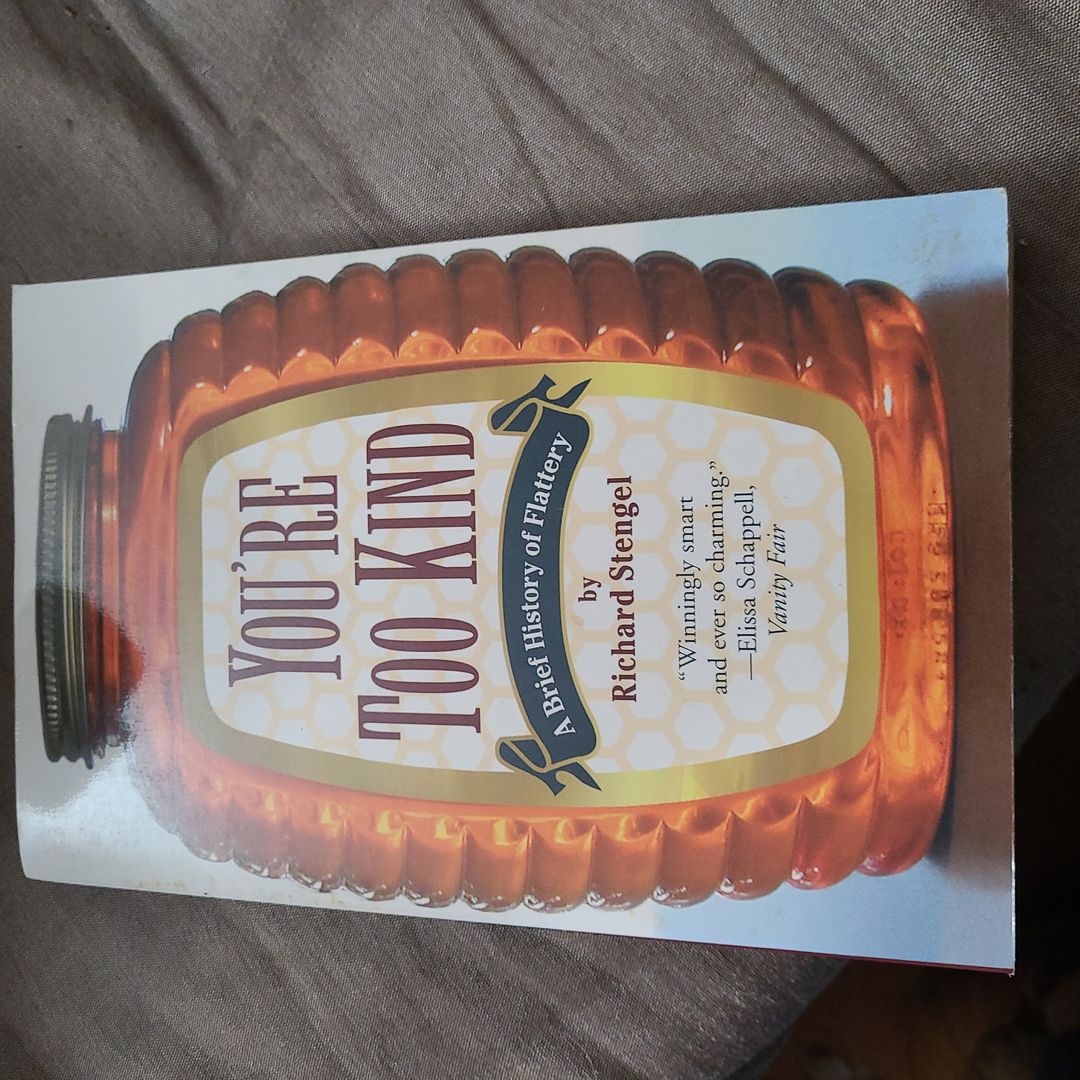 YOU'RE
TOO KIND
A Brief History of Flattery
by
Richard Stengel
“Winningly smart
and ever so charming.”
—Elissa Schappell,
Vanity Fair